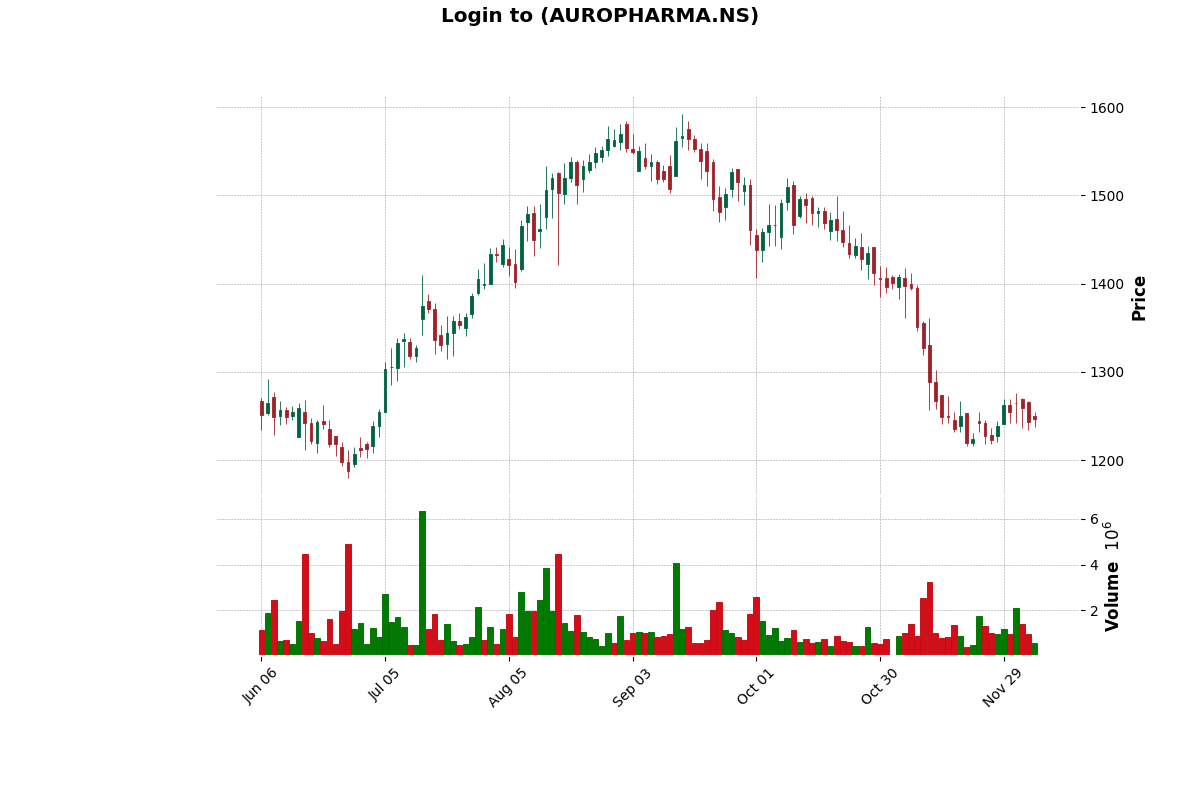 Login to (AUROPHARMA.NS)
1600
1500
1400
1300
1200
Price
6
4
2
Volume 10^6
Jun 06
Jul 05
Aug 05
Sep 03
Oct 01
Oct 30
Nov 29